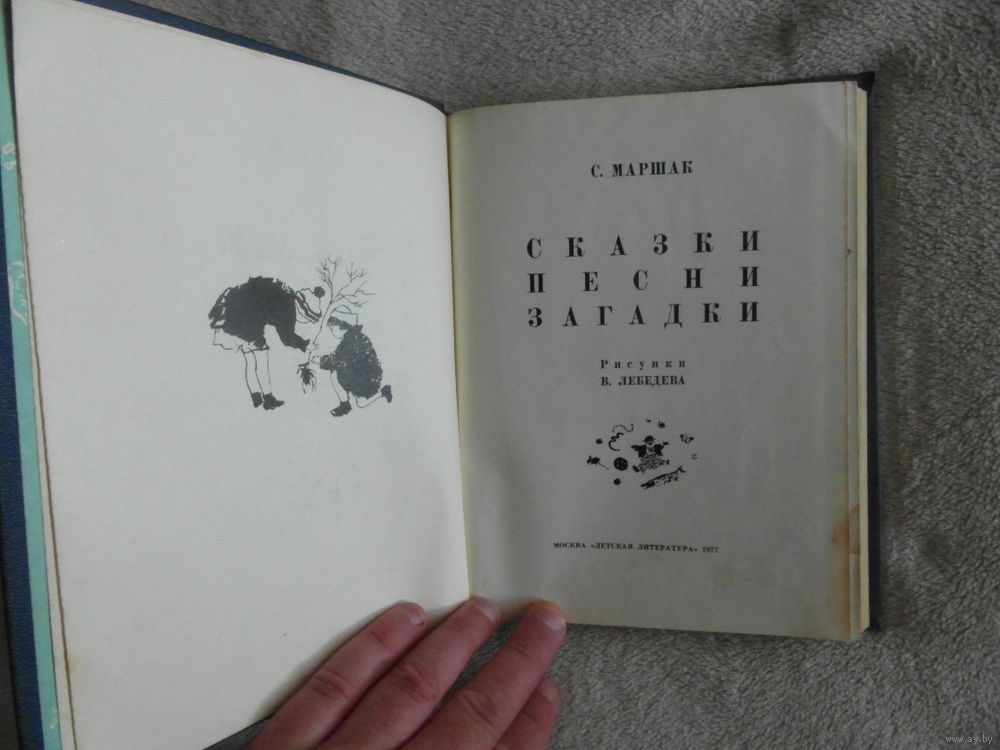 С. МАРШАК
СКАЗКИ
ПЕСНИ
ЗАГАДКИ
Рисунки
В. ЛЕБЕДЕВА
МОСКВА «ДЕТСКАЯ ЛИТЕРАТУРА» 1977
www.ay.by